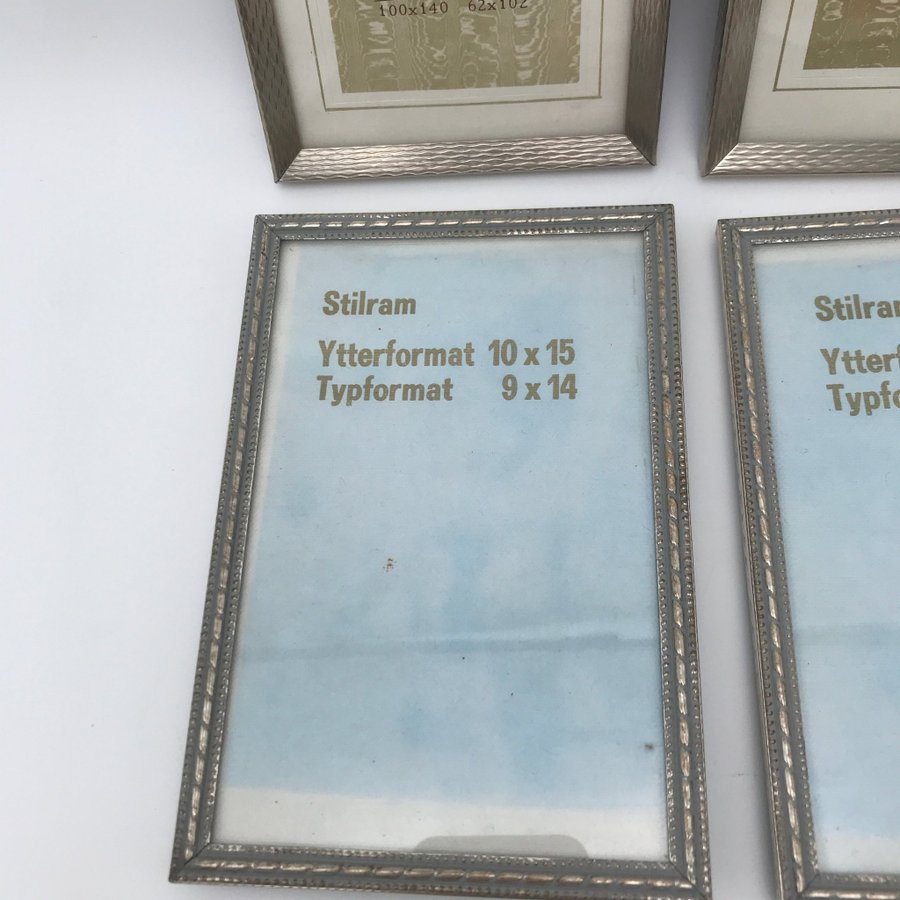 100x140 62x102
Stilram
Ytterformat 10 x 15
Typformat 9 x 14
Stilram
Ytterf
Typfo